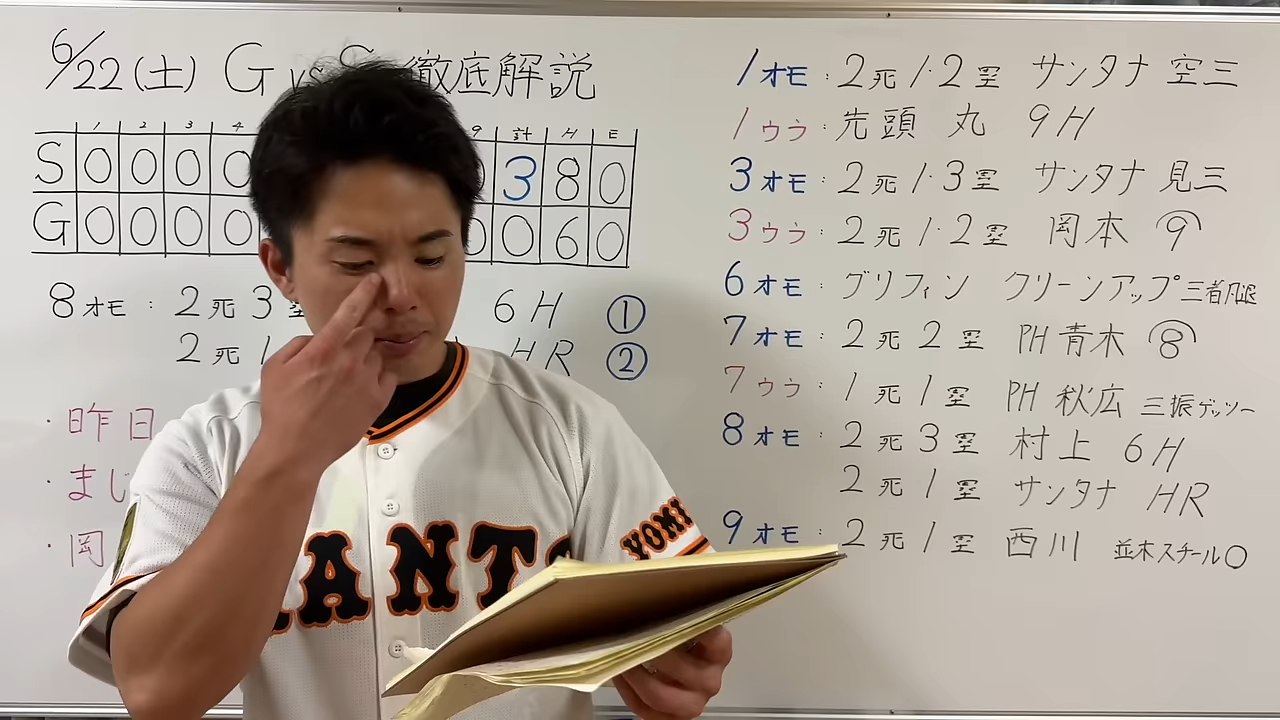 6/22(土) G vs S 徹底解説
1 2 3 4 9 計 H E
S 0 0 0 0 3 8 0
G 0 0 0 0 0 0 6 0
8オモ : 2死3塁 6H ①
2死1 HR ②
・昨日
・まじ
・岡
1オモ : 2死1・2塁 サンタナ 空三
1ウラ : 先頭 丸 9H
3オモ : 2死1・3塁 サンタナ 見三
3ウラ : 2死1・2塁 岡本 9
6オモ : グリフィン クリーンアップ三者凡退
7オモ : 2死2塁 PH青木 8
7ウラ : 1死1塁 PH秋広 三振ゲッツー
8オモ : 2死3塁 村上 6H
2死1塁 サンタナ HR
9オモ : 2死1塁 西川 並木スチール○
GIANTS
YOMI